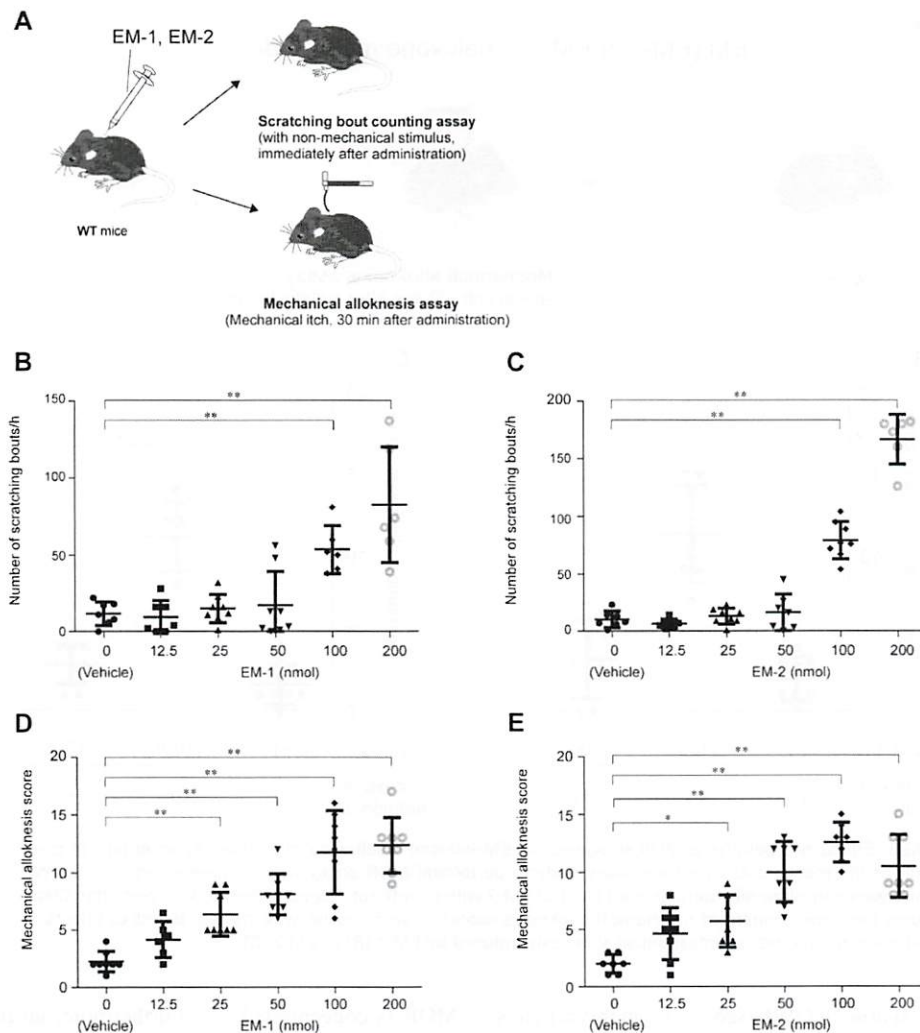 A
EM-1, EM-2
WT mice
Scratching bout counting assay
(with non-mechanical stimulus,
immediately after administration)
Mechanical alloknesis assay
(Mechanical itch, 30 min after administration)
B
Number of scratching bouts/h
150
100
50
0
**
**
0
12.5
25
50
100
200
(Vehicle)
EM-1 (nmol)
C
Number of scratching bouts/h
200
150
100
50
0
**
**
0
12.5
25
50
100
200
(Vehicle)
EM-2 (nmol)
D
Mechanical alloknesis score
20
15
10
5
0
**
**
**
**
0
12.5
25
50
100
200
(Vehicle)
EM-1 (nmol)
E
Mechanical alloknesis score
20
15
10
5
0
**
**
**
*
0
12.5
25
50
100
200
(Vehicle)
EM-2 (nmol)